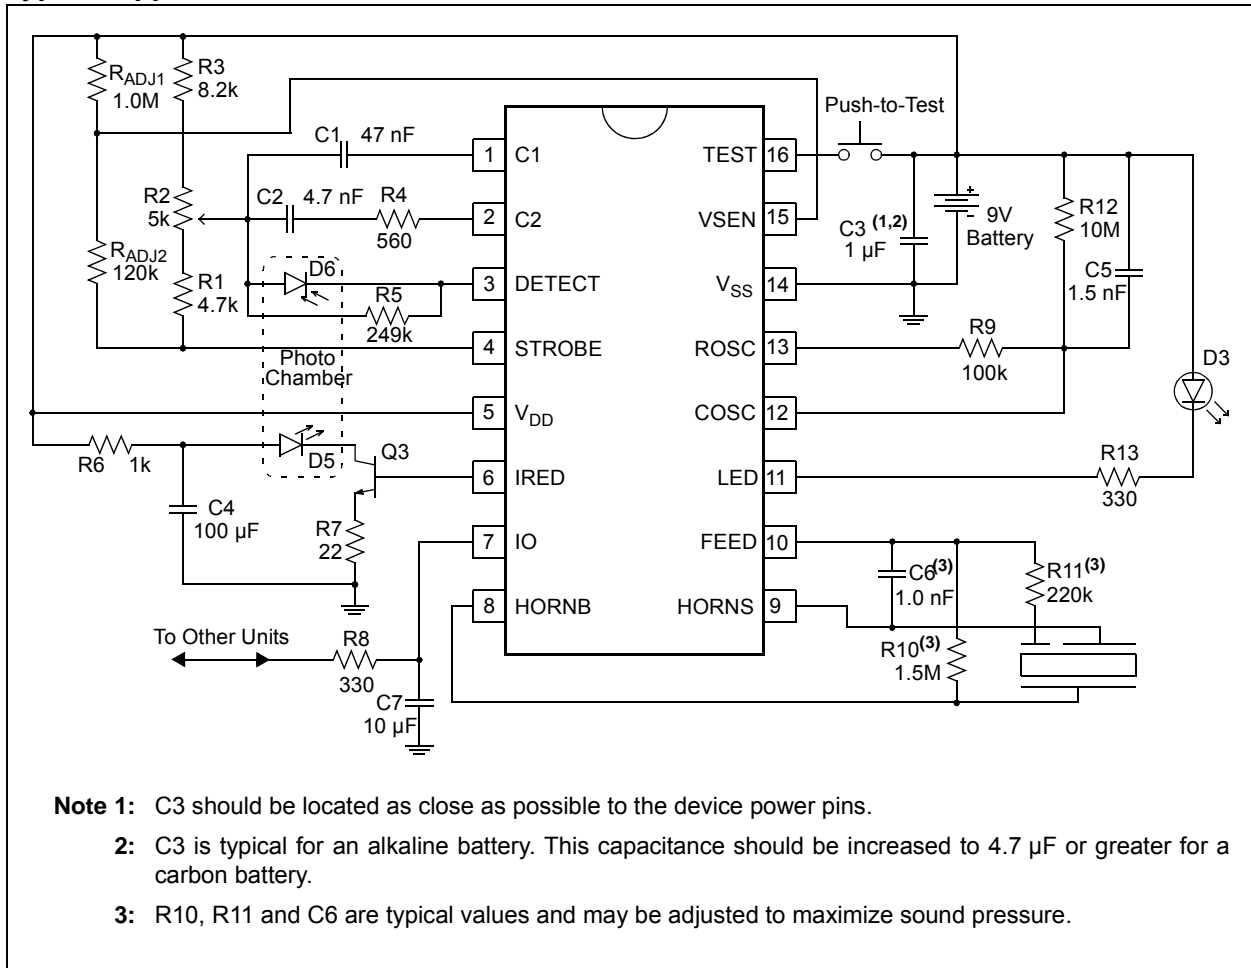 R_ADJ1
1.0M
R3
8.2k
C1 47 nF
Push-to-Test
1 C1
TEST 16
R2
5k
C2 4.7 nF
R4
560
2 C2
VSEN 15
C3 (1,2)
1 µF
+
-
9V
Battery
R12
10M
C5
1.5 nF
R_ADJ2
120k
R1
4.7k
D6
R5
249k
3 DETECT
V_SS 14
4 STROBE
ROSC 13
R9
100k
D3
Photo
Chamber
5 V_DD
COSC 12
R6 1k
D5
Q3
6 IRED
LED 11
R13
330
C4
100 µF
R7
22
7 IO
FEED 10
C6(3)
1.0 nF
R11(3)
220k
8 HORNB
HORNS 9
To Other Units
R8
330
R10(3)
1.5M
C7
10 µF
Note 1: C3 should be located as close as possible to the device power pins.
2: C3 is typical for an alkaline battery. This capacitance should be increased to 4.7 µF or greater for a
carbon battery.
3: R10, R11 and C6 are typical values and may be adjusted to maximize sound pressure.